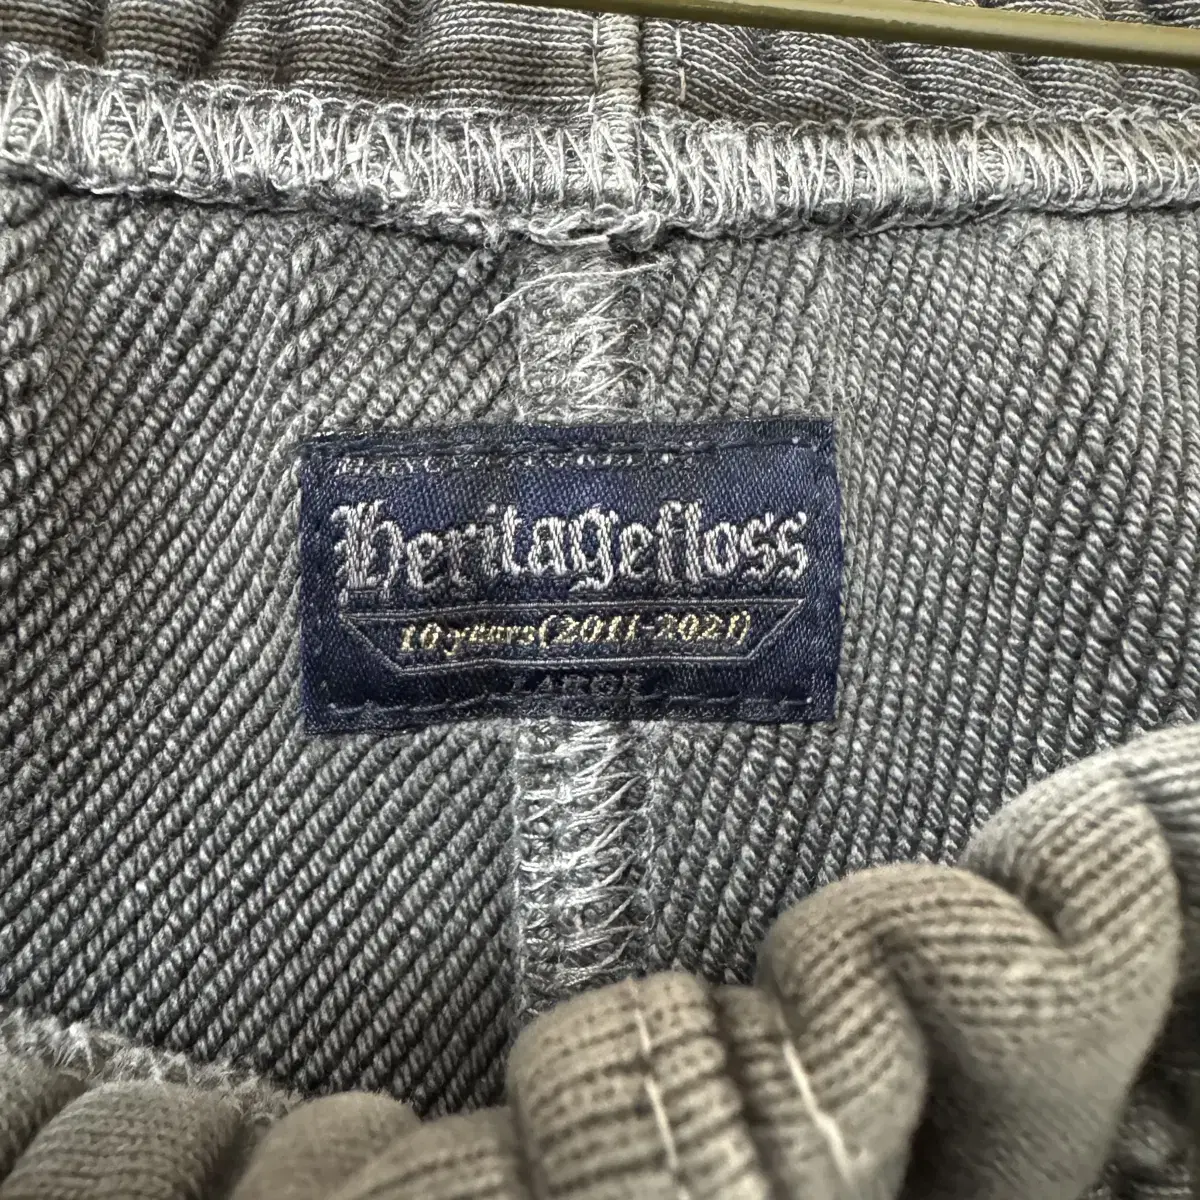 Heritagefloss
10 years (2011-2021)
LARGE